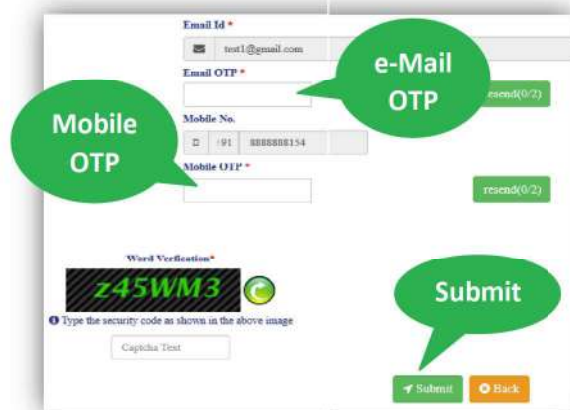 Email Id *
test1@gmail.com
Email OTP *
e-Mail
OTP
resend(0/2)
Mobile No.
+91 8888888154
Mobile
OTP
Mobile OTP *
resend(0/2)
Word Verfication*
z45WM3
Type the security code as shown in the above image
Captcha Text
Submit
Submit
Back